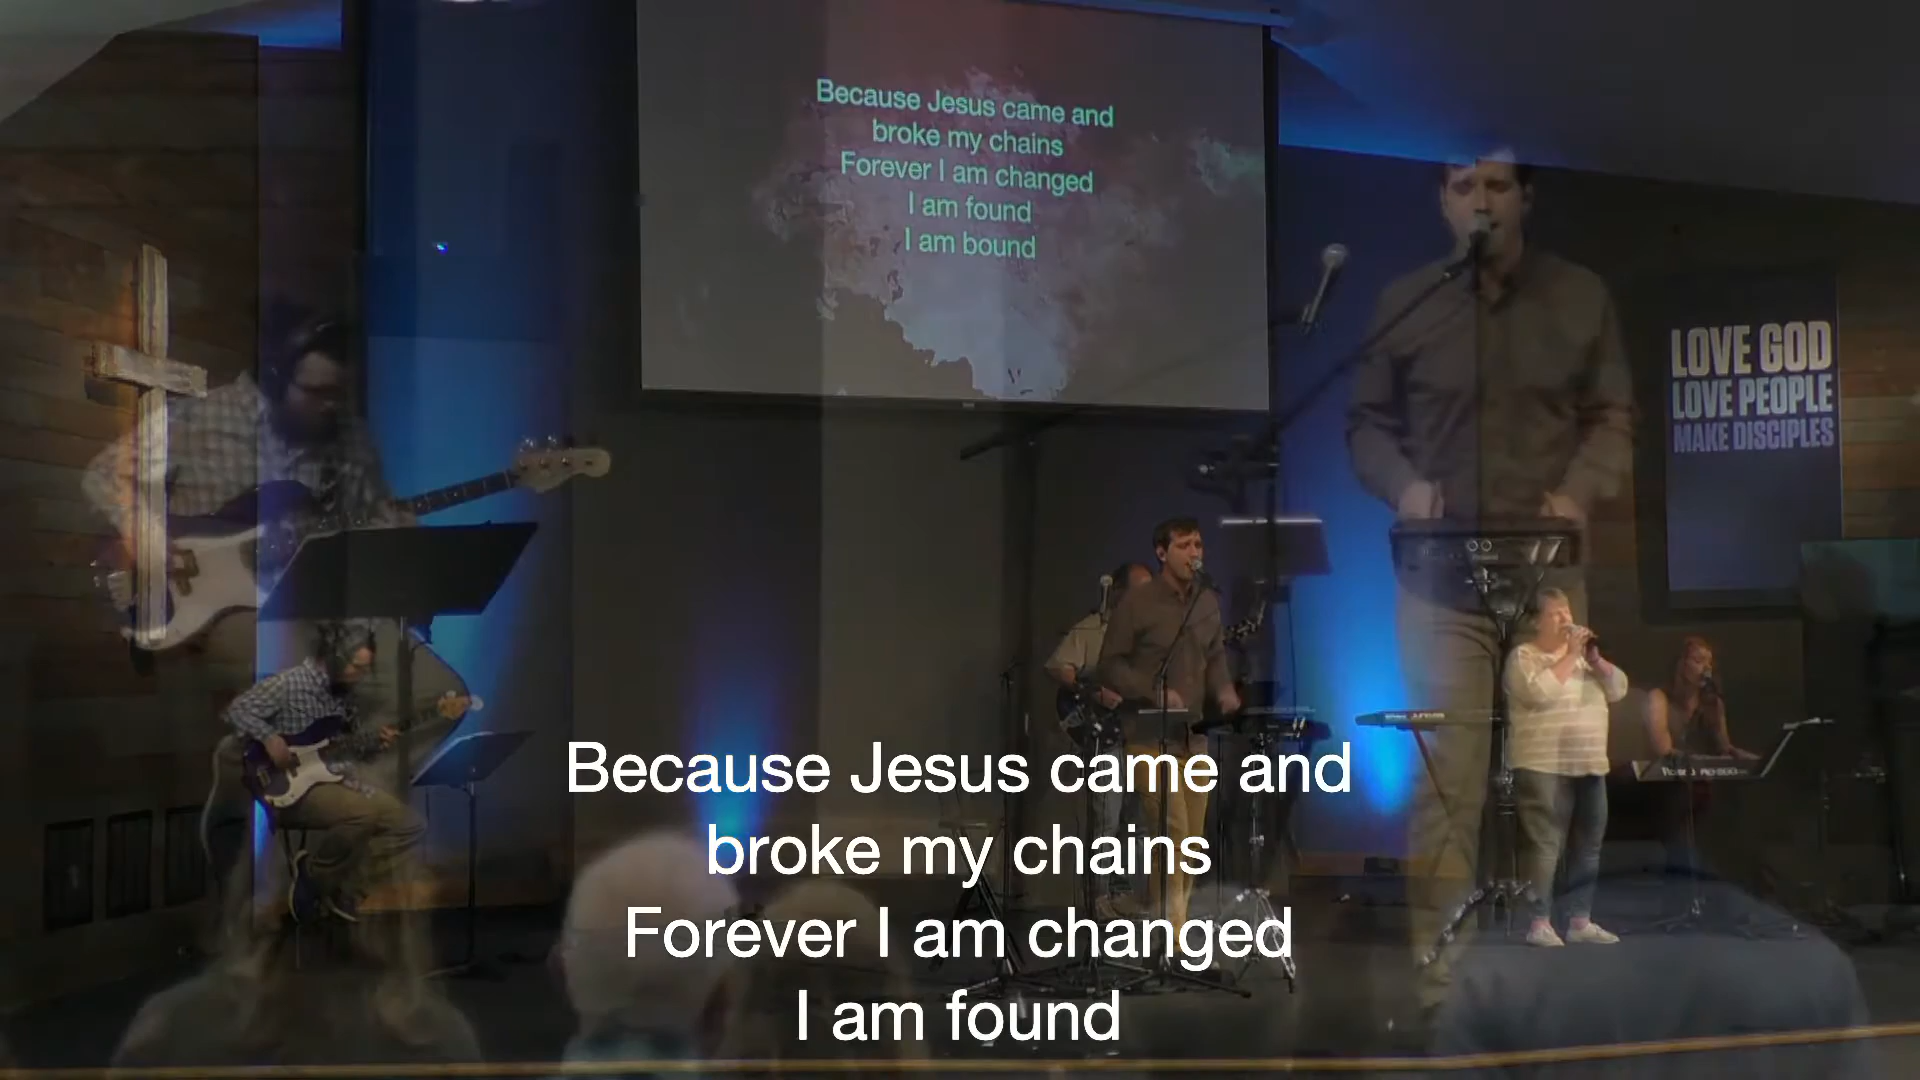 Because Jesus came and
broke my chains
Forever I am changed
I am found
I am bound
LOVE GOD
LOVE PEOPLE
MAKE DISCIPLES
Because Jesus came and
broke my chains
Forever I am changed
I am found